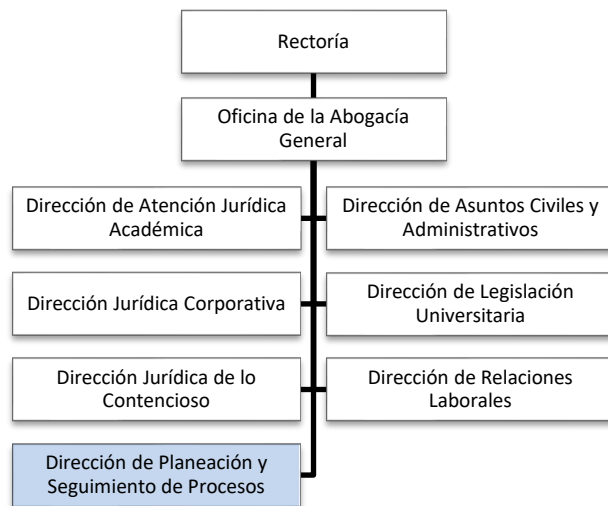 Rectoría
Oficina de la Abogacía
General
Dirección de Atención Jurídica
Académica
Dirección de Asuntos Civiles y
Administrativos
Dirección Jurídica Corporativa
Dirección de Legislación
Universitaria
Dirección Jurídica de lo
Contencioso
Dirección de Relaciones
Laborales
Dirección de Planeación y
Seguimiento de Procesos